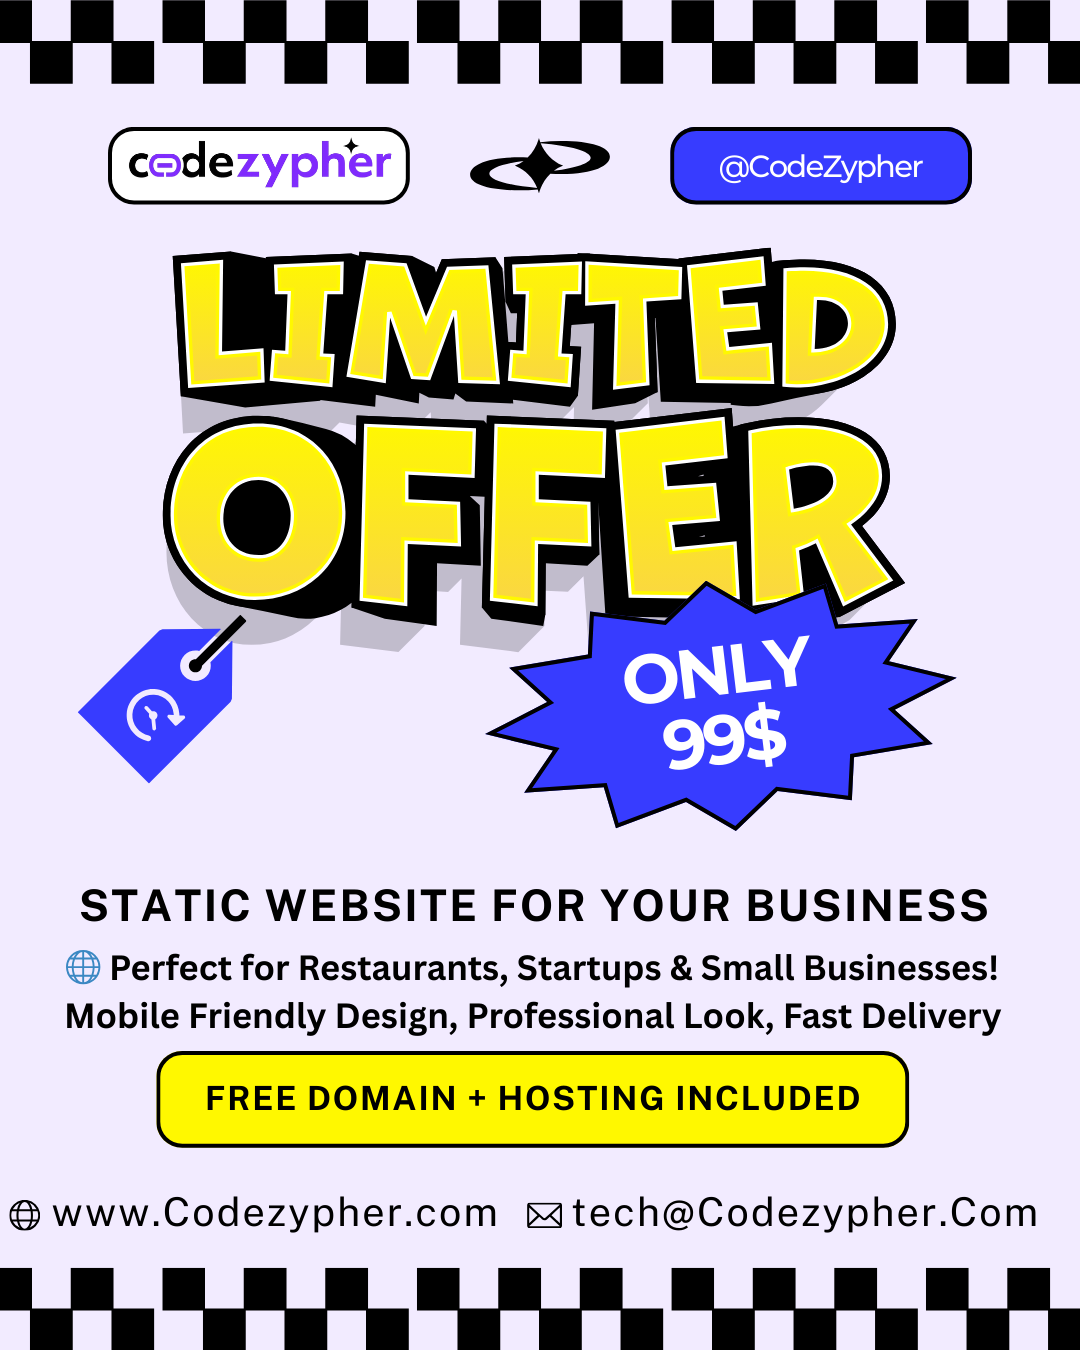 codezypher
@CodeZypher
LIMITED
OFFER
ONLY
99$
STATIC WEBSITE FOR YOUR BUSINESS
🌐 Perfect for Restaurants, Startups & Small Businesses!
Mobile Friendly Design, Professional Look, Fast Delivery
FREE DOMAIN + HOSTING INCLUDED
www.Codezypher.com
tech@Codezypher.Com